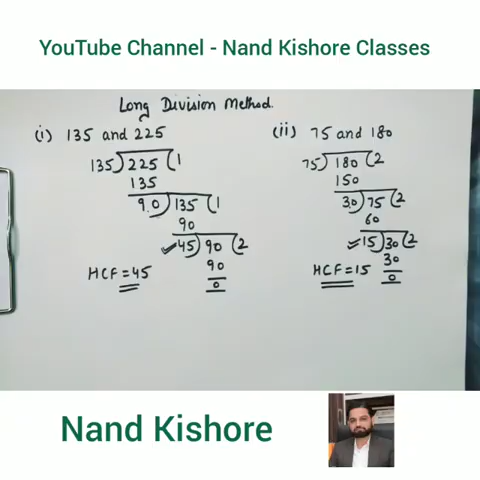 YouTube Channel - Nand Kishore Classes
Long Division Method.
(i) 135 and 225
135) 225 (1
135
90) 135 (1
90
45) 90 (2
90
0
HCF = 45
(ii) 75 and 180
75) 180 (2
150
30) 75 (2
60
15) 30 (2
30
0
HCF = 15
Nand Kishore